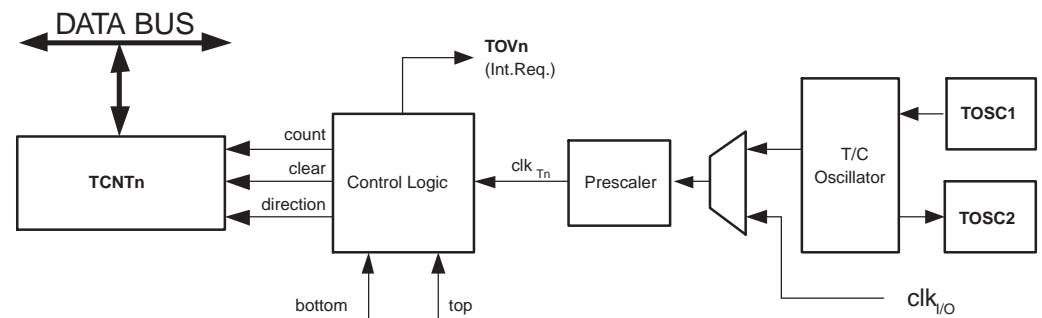 DATA BUS
TOVn
(Int.Req.)
TOSC1
count
TCNTn
clear
Control Logic
clk Tn
Prescaler
T/C
Oscillator
direction
TOSC2
bottom
top
clk I/O